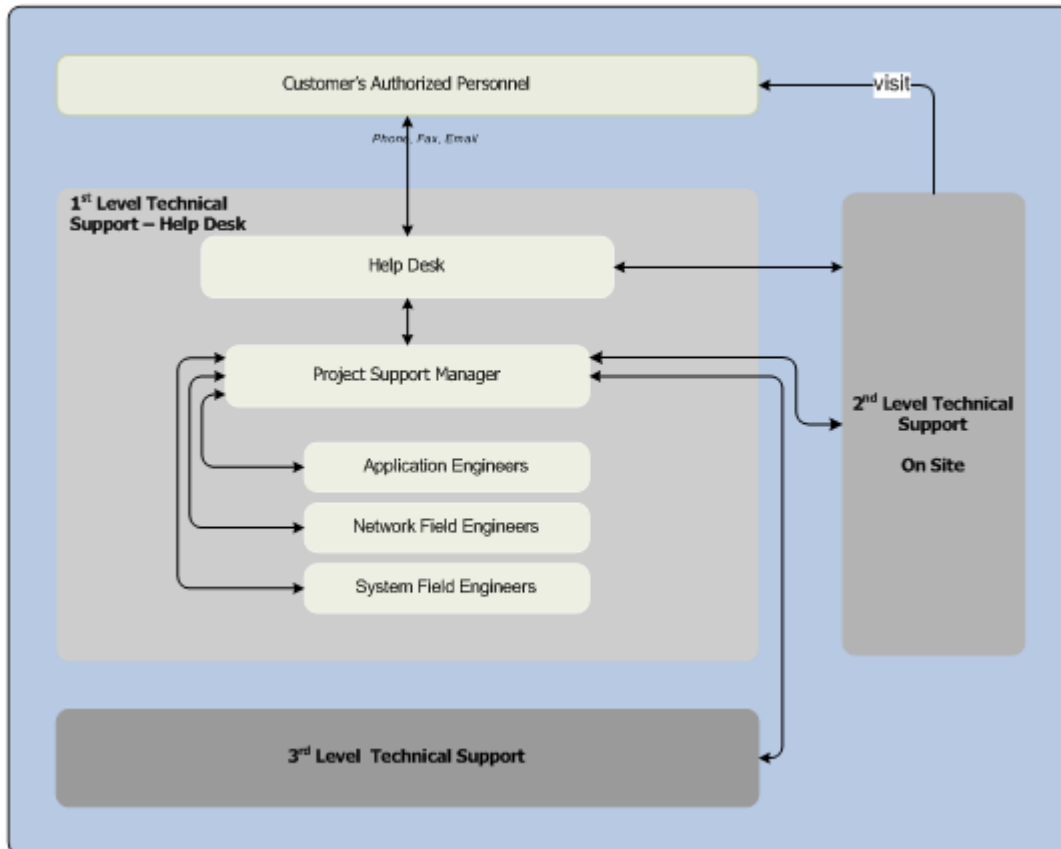 Customer's Authorized Personnel
visit
Phone, Fax, Email
1st Level Technical
Support – Help Desk
Help Desk
Project Support Manager
2nd Level Technical
Support
On Site
Application Engineers
Network Field Engineers
System Field Engineers
3rd Level Technical Support